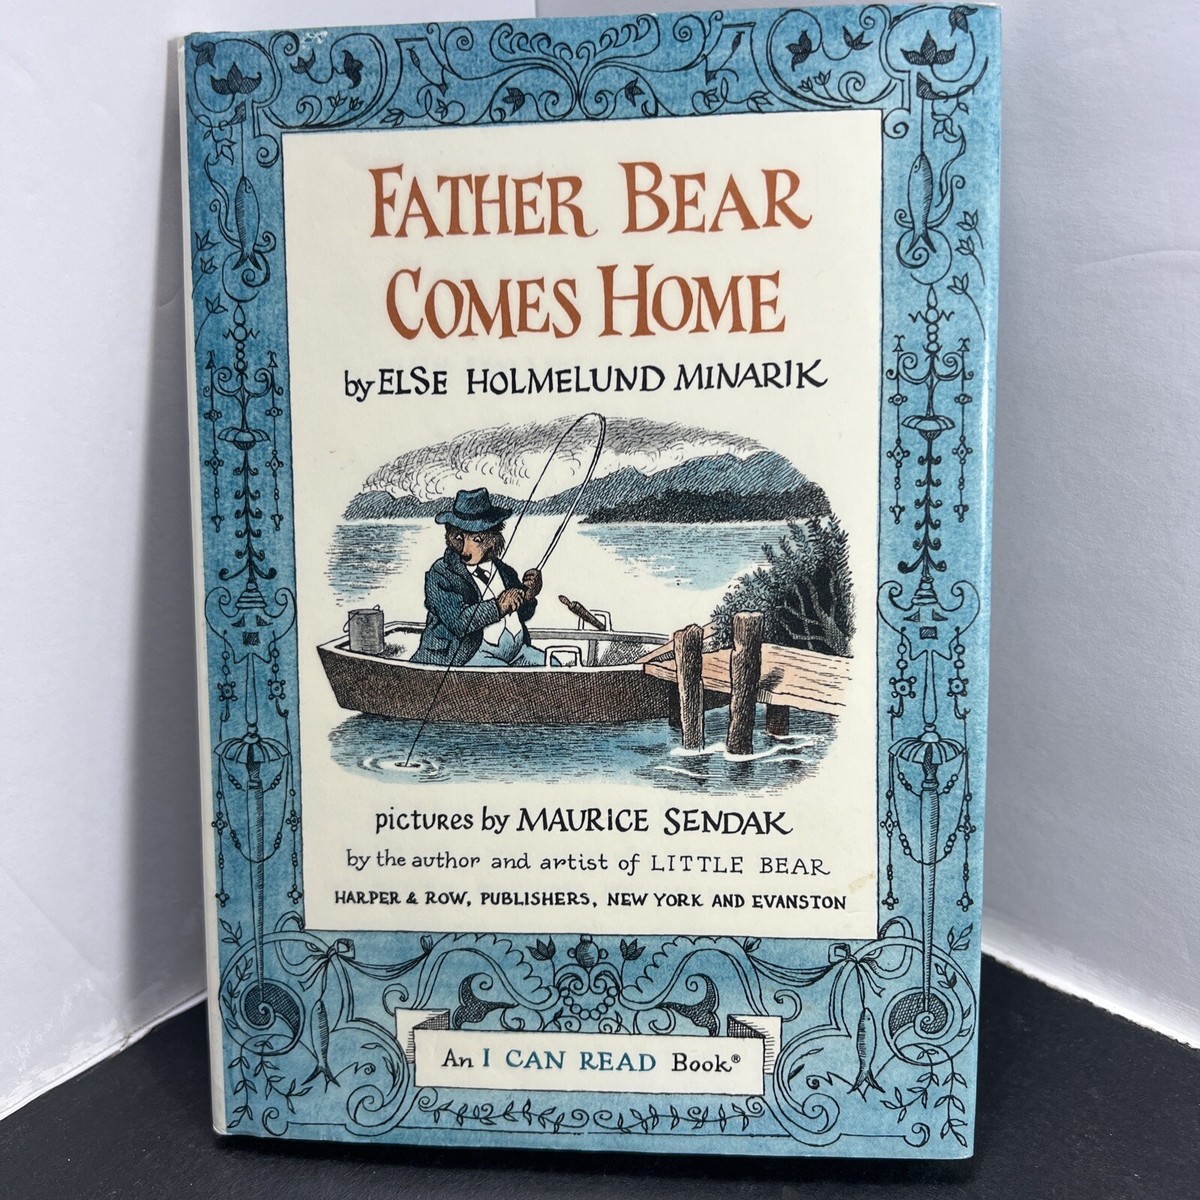 FATHER BEAR
COMES HOME
by ELSE HOLMELUND MINARIK
pictures by MAURICE SENDAK
by the author and artist of LITTLE BEAR
HARPER & ROW, PUBLISHERS, NEW YORK AND EVANSTON
An I CAN READ Book®